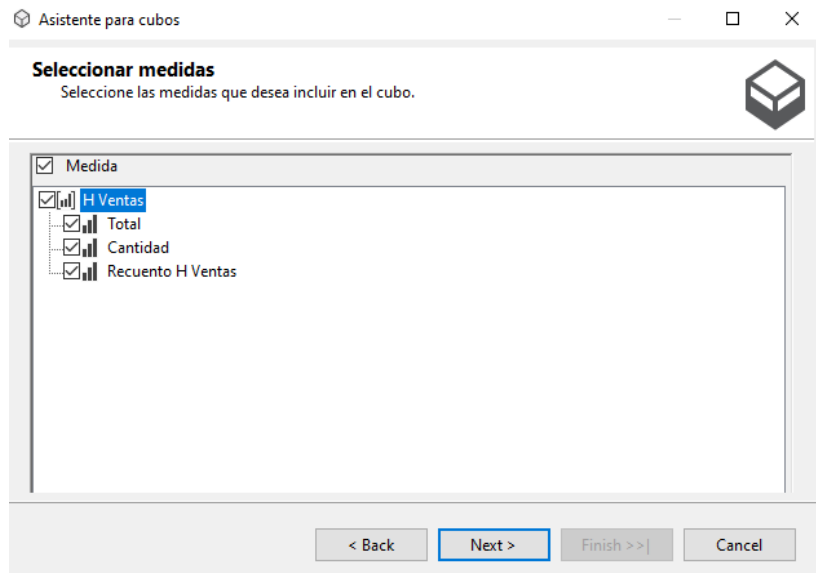 Asistente para cubos
Seleccionar medidas
Seleccione las medidas que desea incluir en el cubo.
Medida
H Ventas
Total
Cantidad
Recuento H Ventas
< Back Next > Finish >>| Cancel